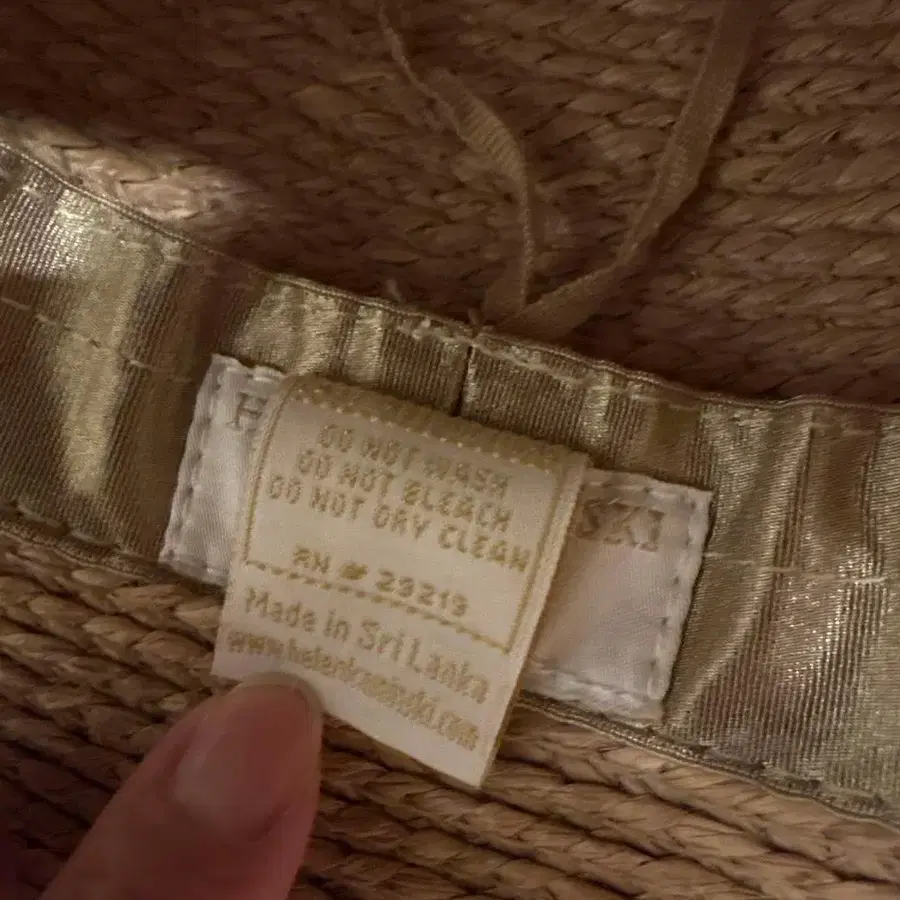 H
SKI
DO NOT WASH
DO NOT BLEACH
DO NOT DRY CLEAN
RN # 23219
Made in Sri Lanka
www.helenkaminski.com